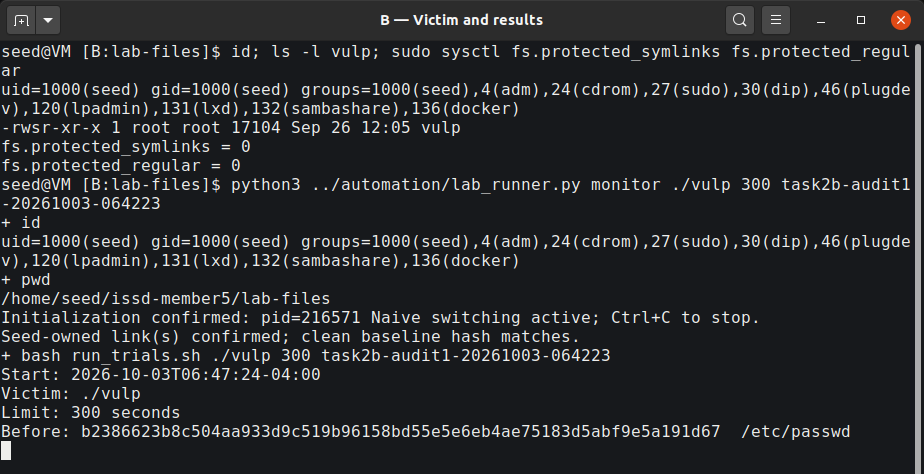 B — Victim and results
seed@VM [B:lab-files]$ id; ls -l vulp; sudo sysctl fs.protected_symlinks fs.protected_regul
ar
uid=1000(seed) gid=1000(seed) groups=1000(seed),4(adm),24(cdrom),27(sudo),30(dip),46(plugde
v),120(lpadmin),131(lxd),132(sambashare),136(docker)
-rwsr-xr-x 1 root root 17104 Sep 26 12:05 vulp
fs.protected_symlinks = 0
fs.protected_regular = 0
seed@VM [B:lab-files]$ python3 ../automation/lab_runner.py monitor ./vulp 300 task2b-audit1
-20261003-064223
+ id
uid=1000(seed) gid=1000(seed) groups=1000(seed),4(adm),24(cdrom),27(sudo),30(dip),46(plugde
v),120(lpadmin),131(lxd),132(sambashare),136(docker)
+ pwd
/home/seed/issd-member5/lab-files
Initialization confirmed: pid=216571 Naive switching active; Ctrl+C to stop.
Seed-owned link(s) confirmed; clean baseline hash matches.
+ bash run_trials.sh ./vulp 300 task2b-audit1-20261003-064223
Start: 2026-10-03T06:47:24-04:00
Victim: ./vulp
Limit: 300 seconds
Before: b2386623b8c504aa933d9c519b96158bd55e5e6eb4ae75183d5abf9e5a191d67  /etc/passwd